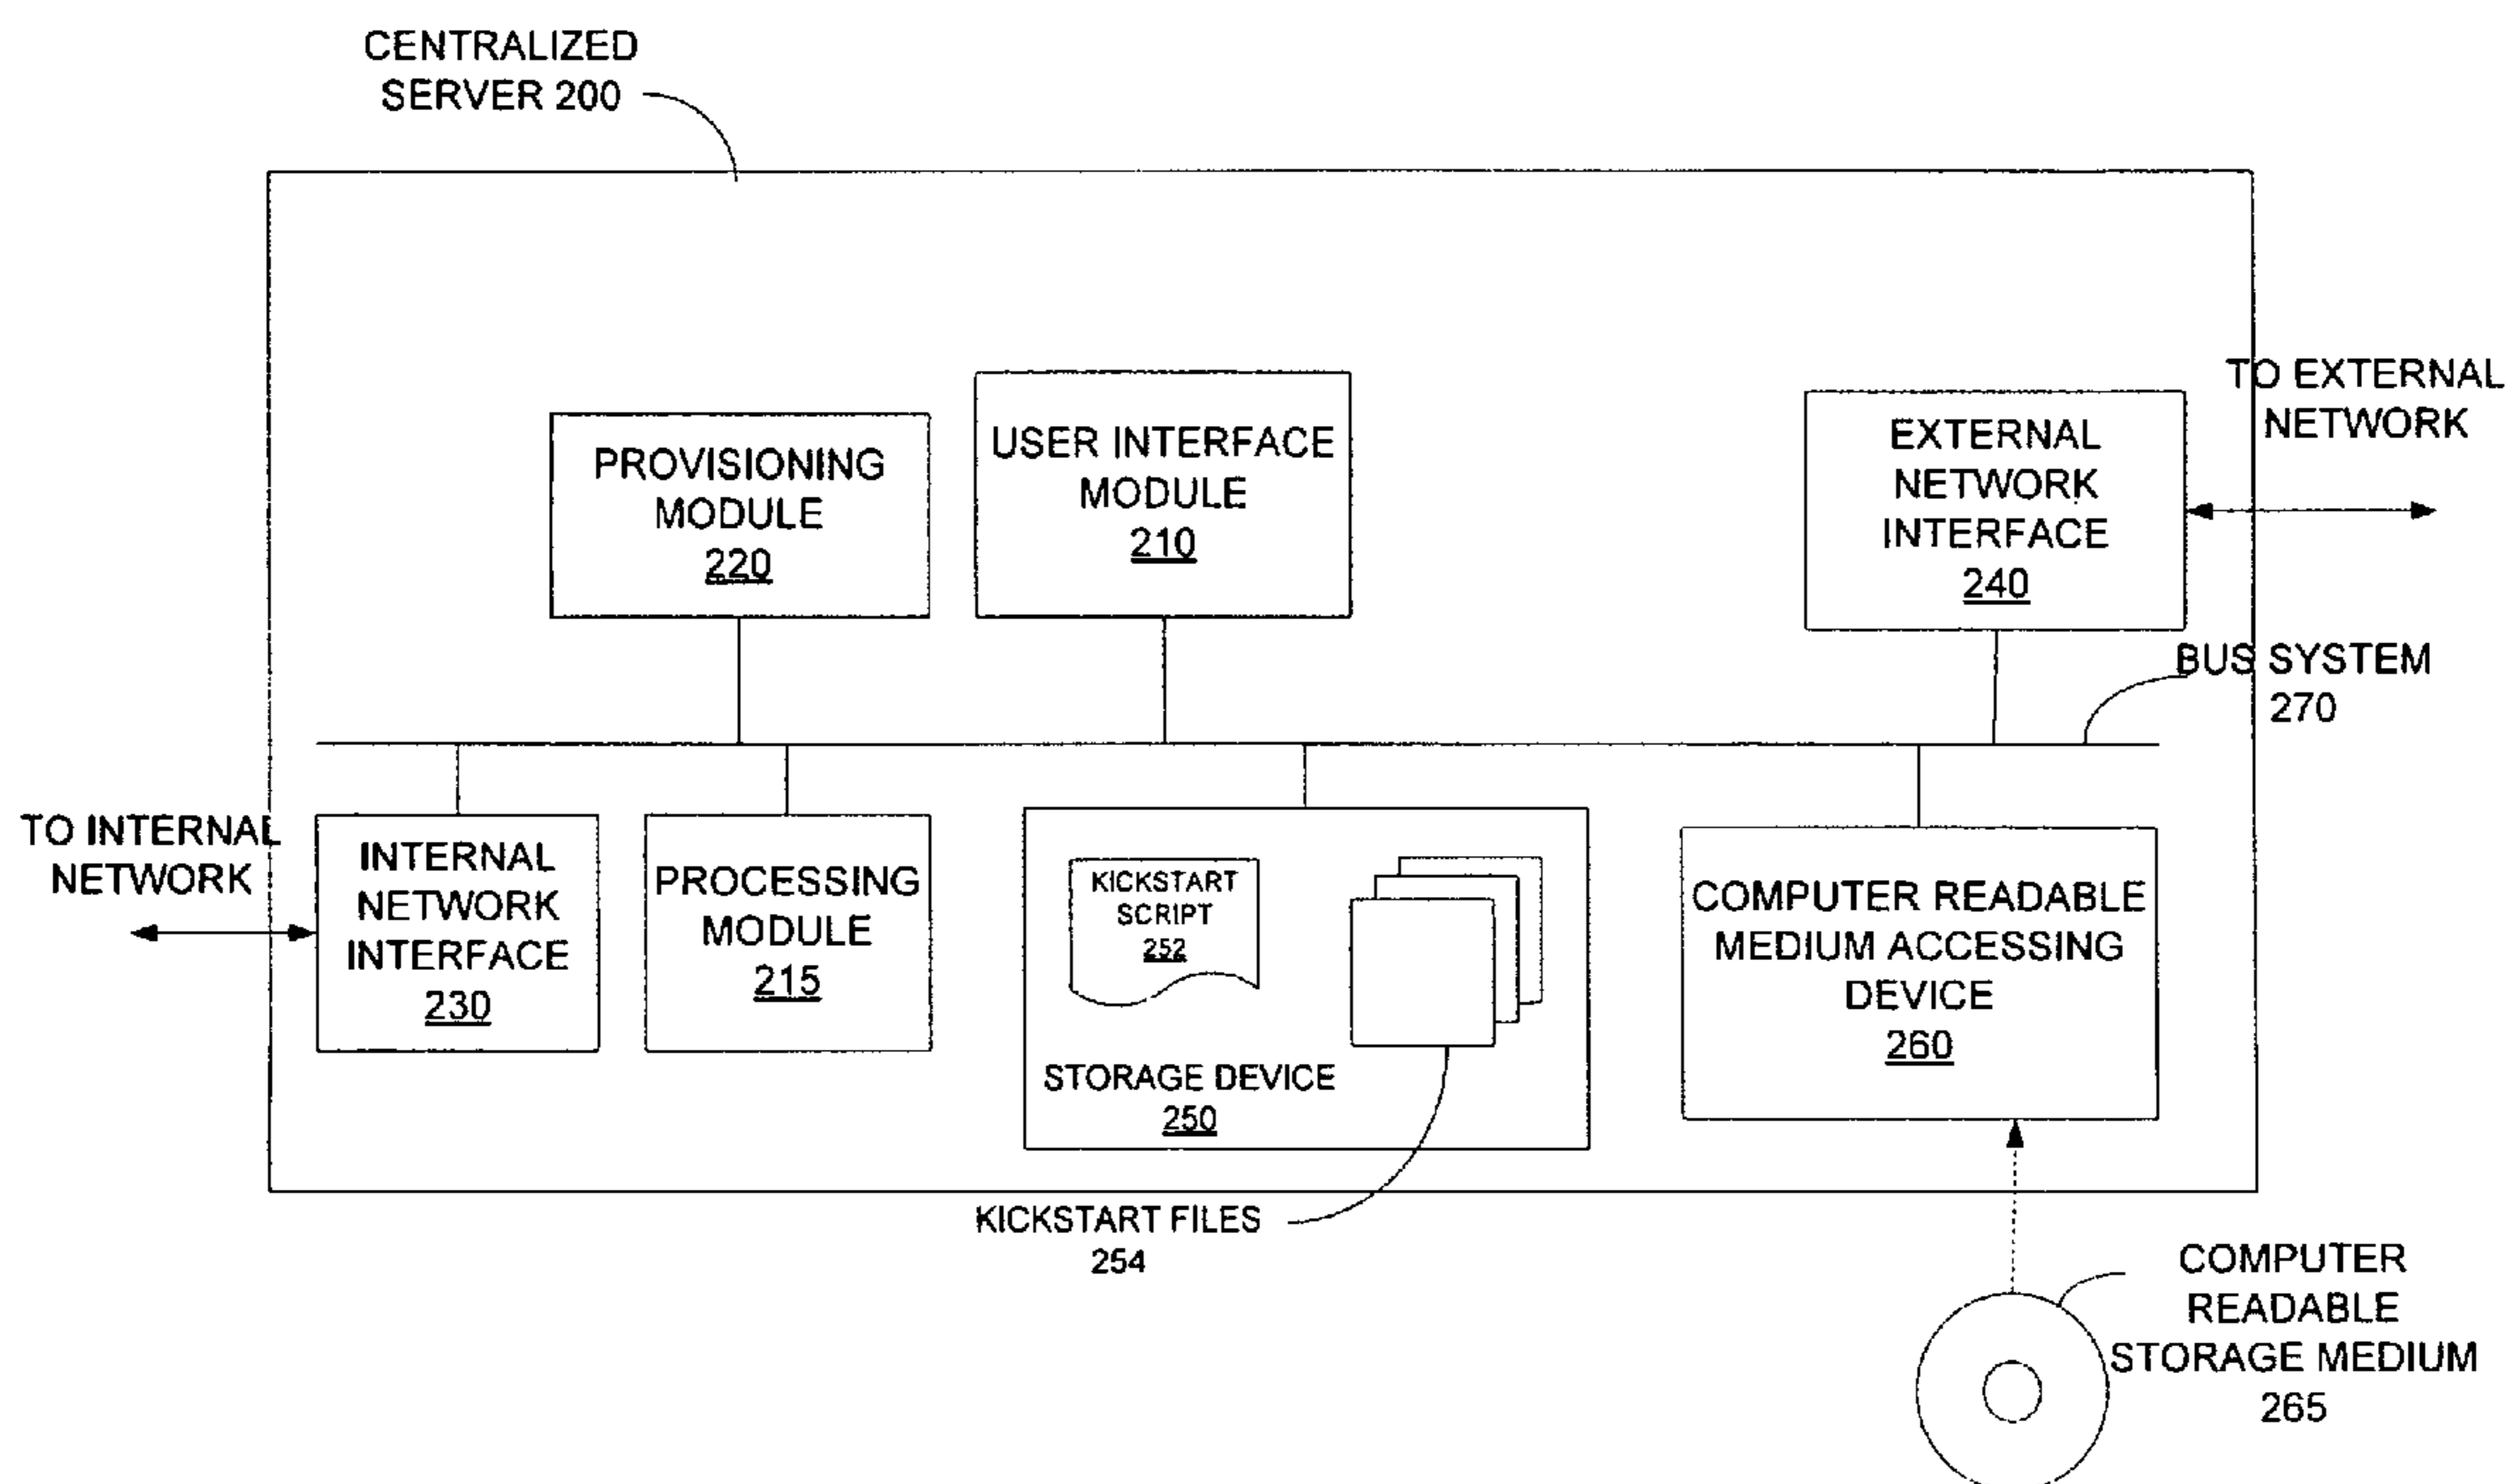 CENTRALIZED
SERVER 200
PROVISIONING
MODULE
220
USER INTERFACE
MODULE
210
EXTERNAL
NETWORK
INTERFACE
240
TO EXTERNAL
NETWORK
BUS SYSTEM
270
TO INTERNAL
NETWORK
INTERNAL
NETWORK
INTERFACE
230
PROCESSING
MODULE
215
KICKSTART
SCRIPT
252
STORAGE DEVICE
250
COMPUTER READABLE
MEDIUM ACCESSING
DEVICE
260
KICKSTART FILES
254
COMPUTER
READABLE
STORAGE MEDIUM
265